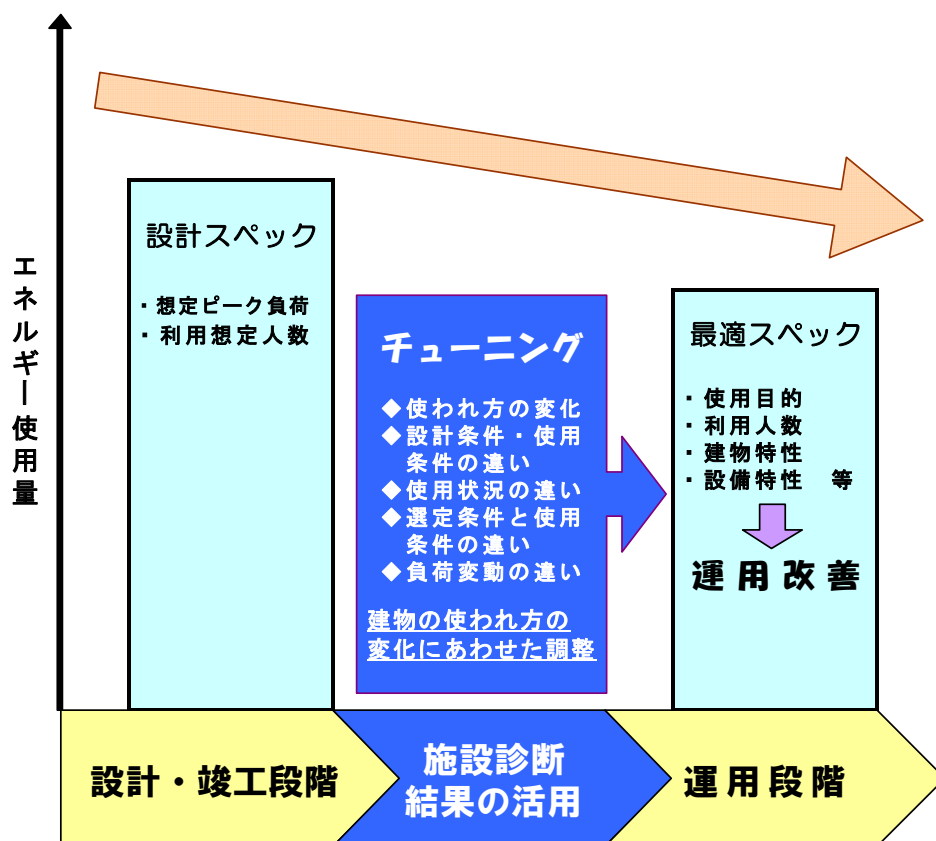 エネルギー使用量
設計スペック
・想定ピーク負荷
・利用想定人数
チューニング
◆使われ方の変化
◆設計条件・使用
条件の違い
◆使用状況の違い
◆選定条件と使用
条件の違い
◆負荷変動の違い
建物の使われ方の
変化にあわせた調整
最適スペック
・使用目的
・利用人数
・建物特性
・設備特性　等
運用改善
設計・竣工段階
施設診断
結果の活用
運用段階